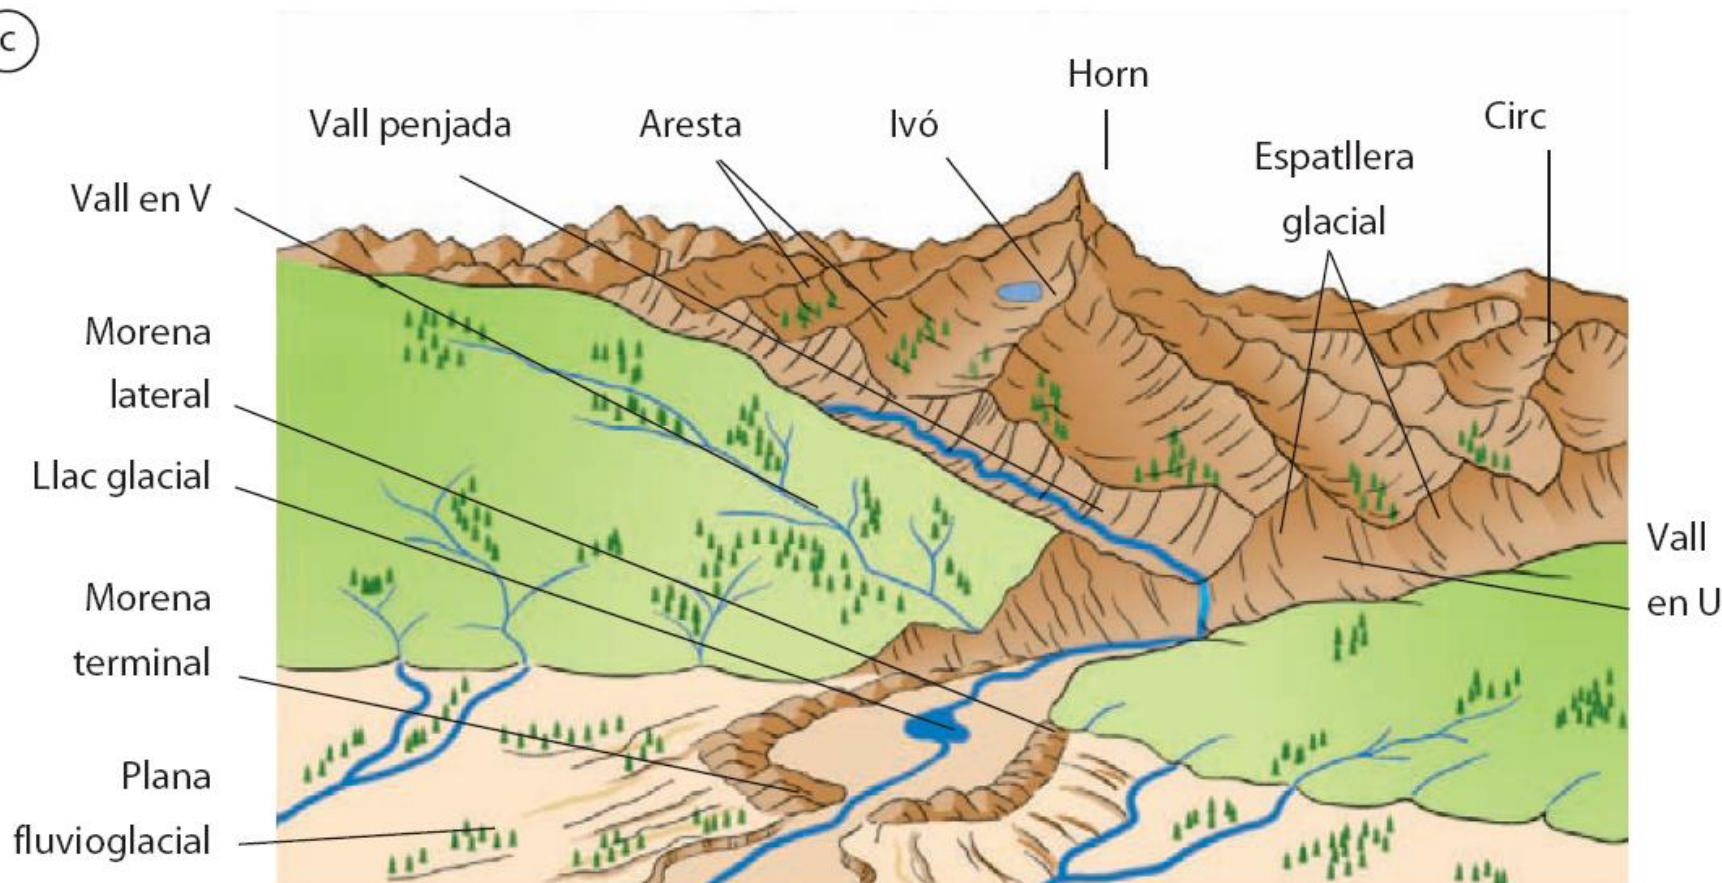 c
Horn
Vall penjada
Aresta
Ivó
Circ
Espatllera
glacial
Vall en V
Morena
lateral
Llac glacial
Vall
en U
Morena
terminal
Plana
fluvioglacial